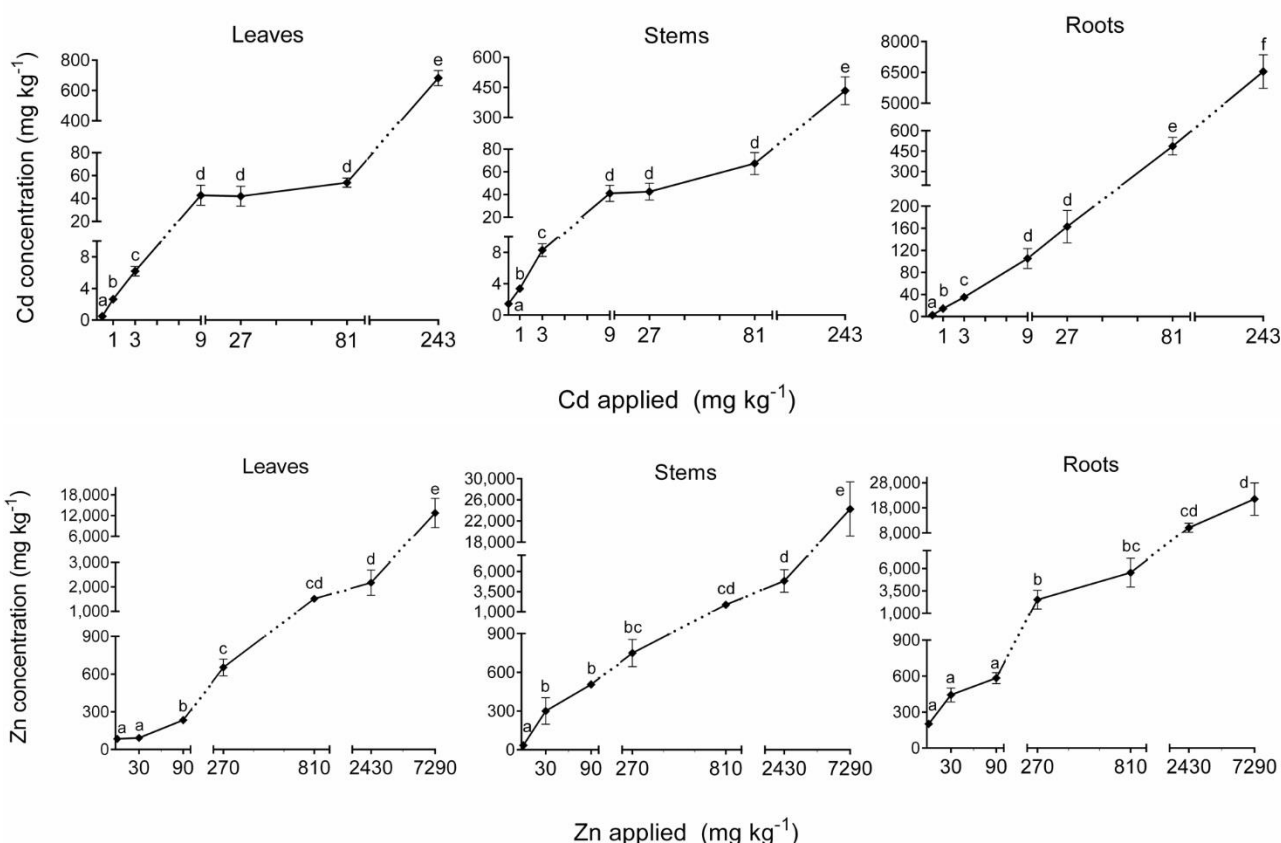 Leaves
Stems
Roots
Cd concentration (mg kg⁻¹)
800
600
400
80
60
40
20
8
4
0
a
b
c
d
d
d
e
1
3
9
27
81
243
600
450
300
80
60
40
20
8
4
0
a
b
c
d
d
d
e
1
3
9
27
81
243
8000
6500
5000
600
450
300
200
160
120
80
40
0
a
b
c
d
d
e
f
1
3
9
27
81
243
Cd applied (mg kg⁻¹)
Leaves
Stems
Roots
Zn concentration (mg kg⁻¹)
18,000
12,000
6,000
3,000
2,000
1,000
900
600
300
0
a
a
b
c
cd
d
e
30
90
270
810
2430
7290
30,000
24,000
18,000
6,000
3,500
1,000
900
600
300
0
a
b
b
bc
cd
d
e
30
90
270
810
2430
7290
28,000
18,000
8,000
6,000
3,500
1,000
900
600
300
0
a
a
a
b
bc
cd
d
30
90
270
810
2430
7290
Zn applied (mg kg⁻¹)